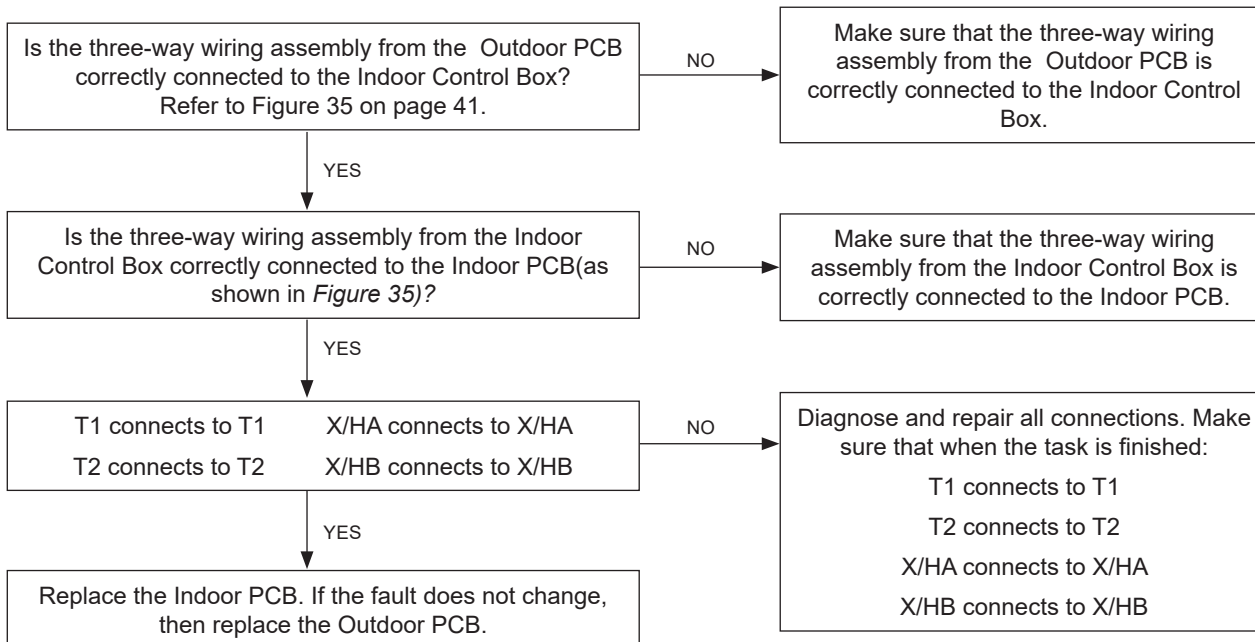 Is the three-way wiring assembly from the Outdoor PCB
correctly connected to the Indoor Control Box?
Refer to Figure 35 on page 41.
NO
Make sure that the three-way wiring
assembly from the Outdoor PCB is
correctly connected to the Indoor Control
Box.
YES
Is the three-way wiring assembly from the Indoor
Control Box correctly connected to the Indoor PCB(as
shown in Figure 35)?
NO
Make sure that the three-way wiring
assembly from the Indoor Control Box is
correctly connected to the Indoor PCB.
YES
T1 connects to T1 X/HA connects to X/HA
T2 connects to T2 X/HB connects to X/HB
NO
Diagnose and repair all connections. Make
sure that when the task is finished:
T1 connects to T1
T2 connects to T2
X/HA connects to X/HA
X/HB connects to X/HB
YES
Replace the Indoor PCB. If the fault does not change,
then replace the Outdoor PCB.